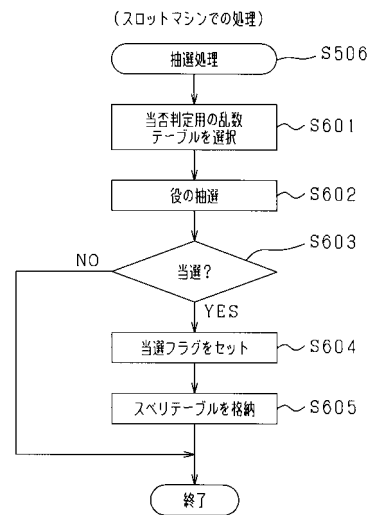 (スロットマシンでの処理)
抽選処理
S506
当否判定用の乱数
テーブルを選択
S601
役の抽選
S602
S603
当選?
NO
YES
当選フラグをセット
S604
スベリテーブルを格納
S605
終了